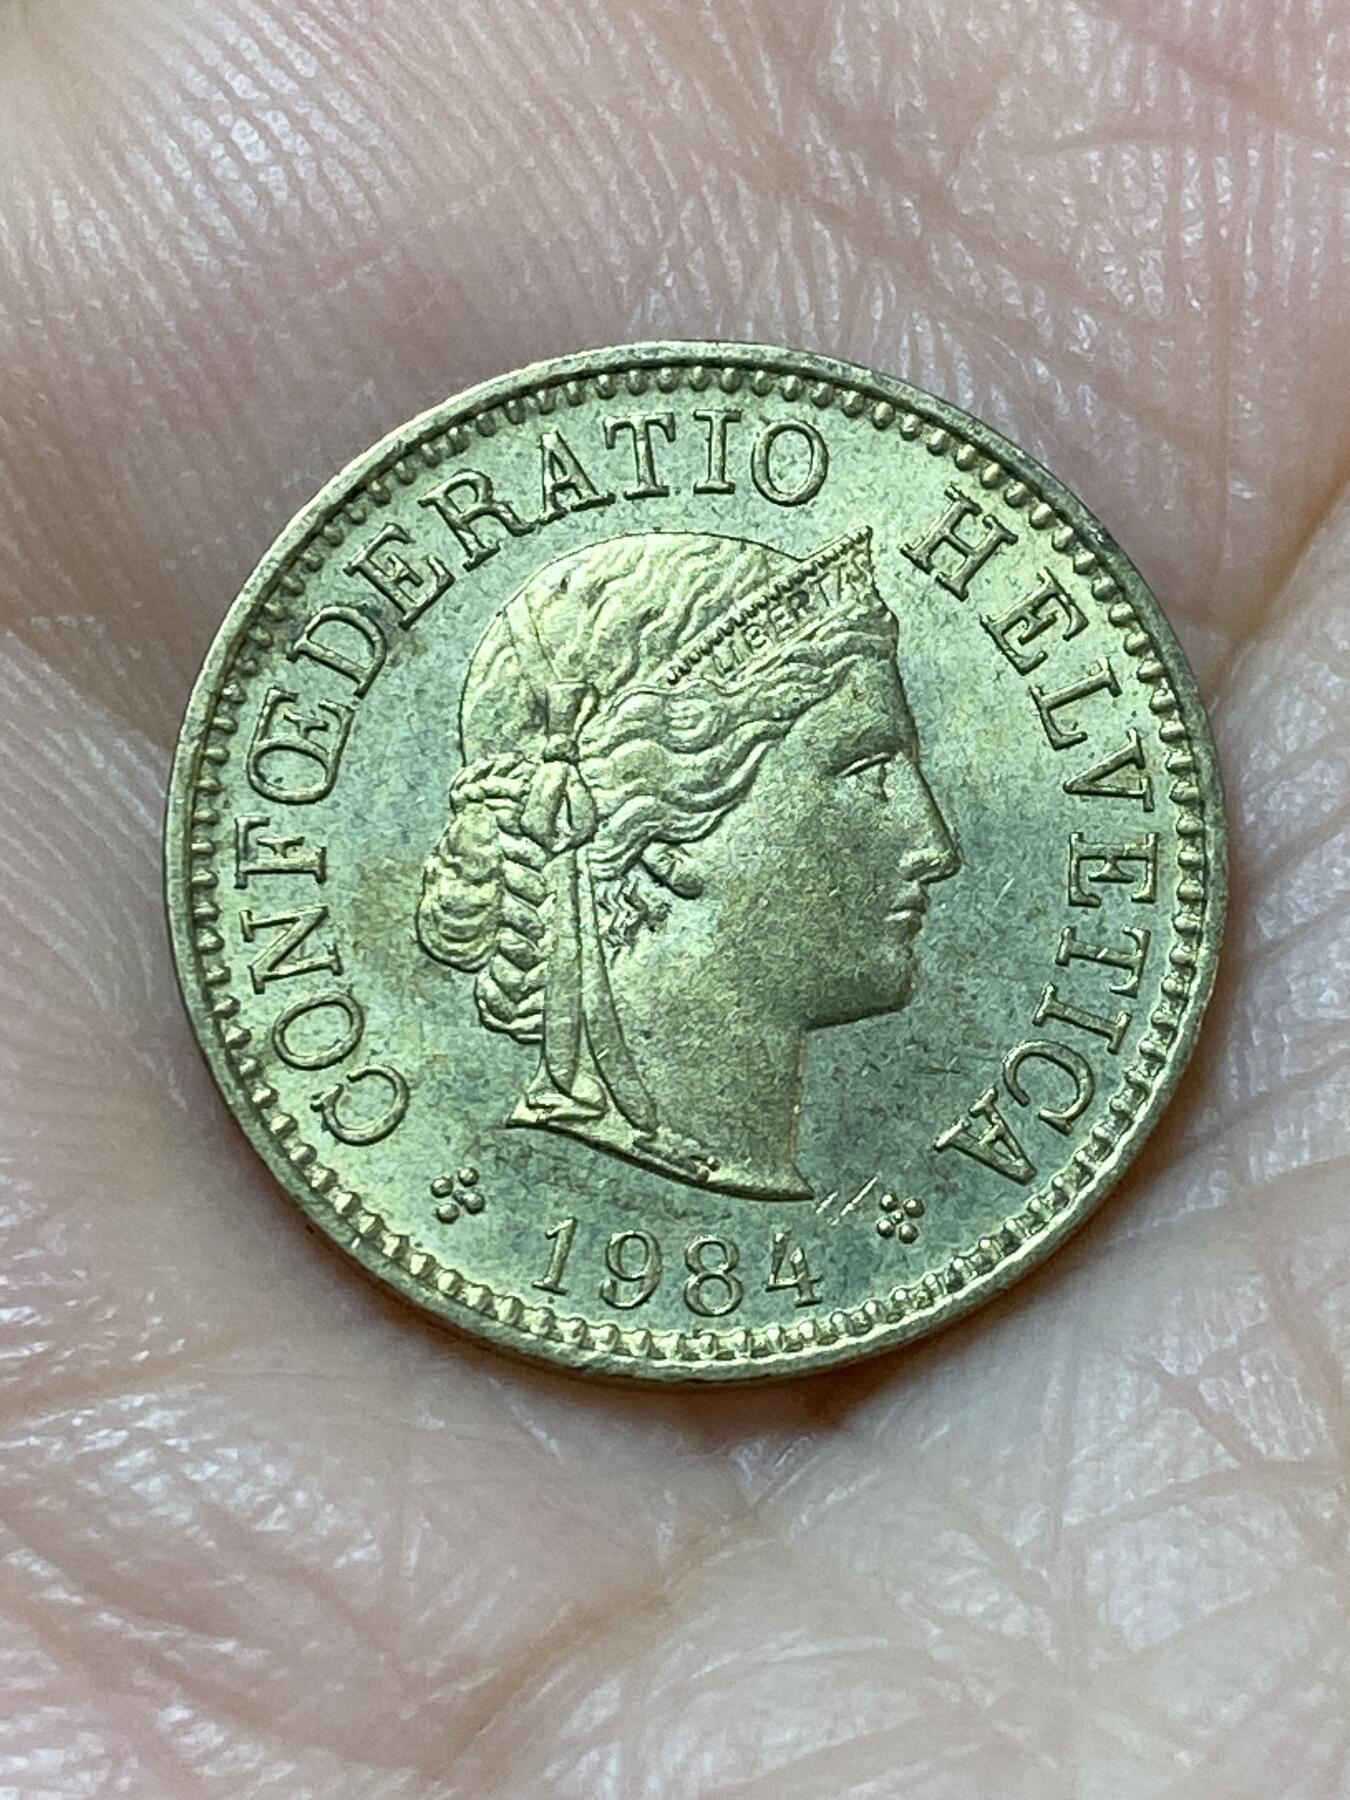 CONFŒDERATIO HELVETICA
LIBERTAS
1984